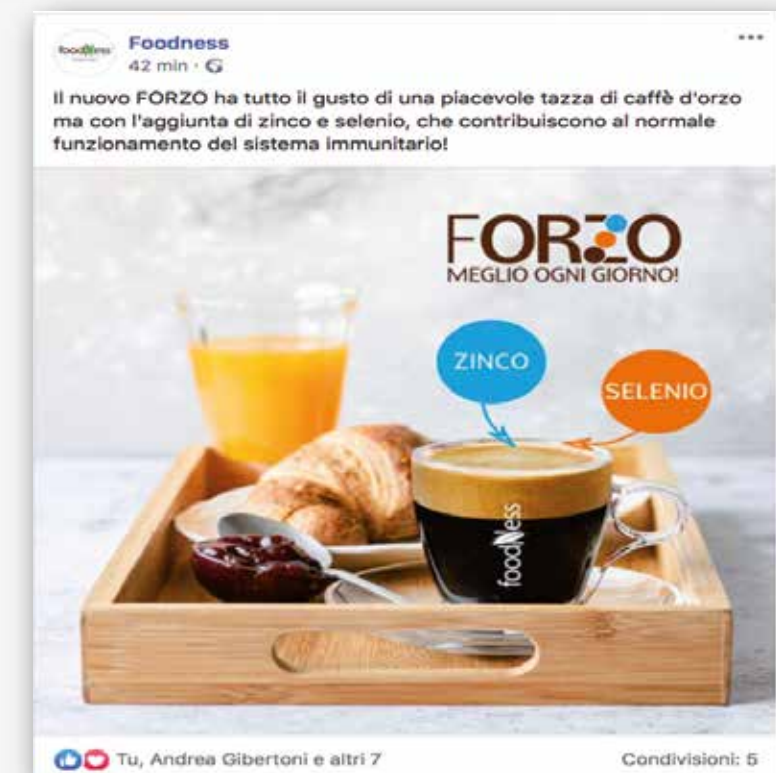 foodNess
Foodness
42 min ·
Il nuovo FORZO ha tutto il gusto di una piacevole tazza di caffè d'orzo
ma con l'aggiunta di zinco e selenio, che contribuiscono al normale
funzionamento del sistema immunitario!
FORZO
MEGLIO OGNI GIORNO!
ZINCO
SELENIO
foodNess
Tu, Andrea Gibertoni e altri 7
Condivisioni: 5